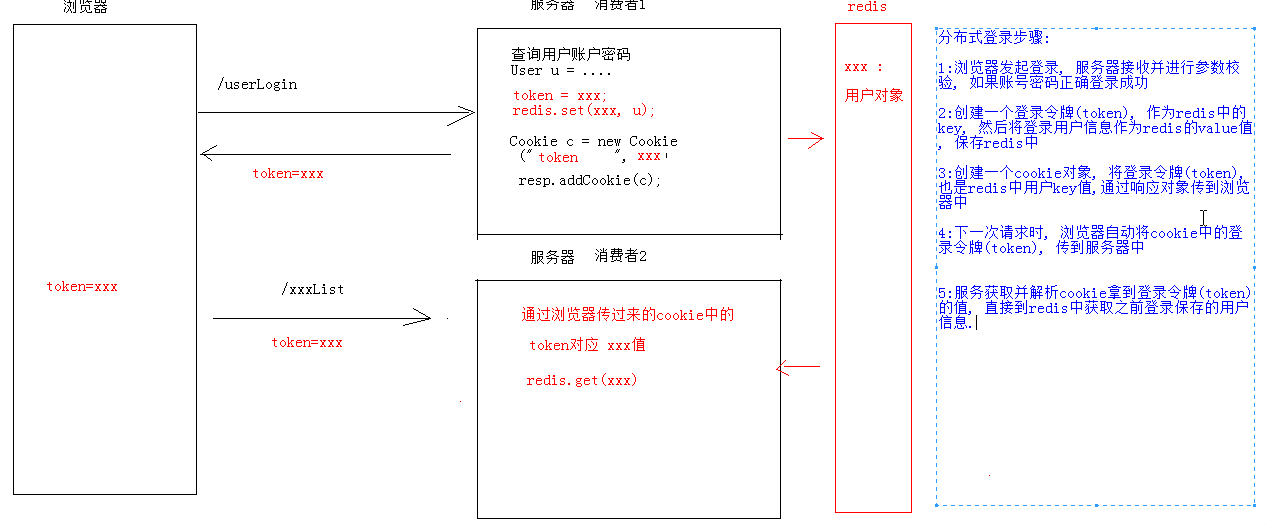 浏览器
/userLogin
token=xxx
token=xxx
/xxxList
token=xxx
服务器 消费者1
查询用户账户密码
User u = ....
token = xxx;
redis.set(xxx, u);
Cookie c = new Cookie
("token ", xxx'
resp.addCookie(c);
服务器 消费者2
通过浏览器传过来的cookie中的
token对应 xxx值
redis.get(xxx)
redis
xxx :
用户对象
分布式登录步骤:
1:浏览器发起登录, 服务器接收并进行参数校
验, 如果账号密码正确登录成功
2:创建一个登录令牌(token), 作为redis中的
key, 然后将登录用户信息作为redis的value值
, 保存redis中
3:创建一个cookie对象, 将登录令牌(token),
也是redis中用户key值,通过响应对象传到浏览
器中
4:下一次请求时, 浏览器自动将cookie中的登
录令牌(token), 传到服务器中
5:服务获取并解析cookie拿到登录令牌(token)
的值, 直接到redis中获取之前登录保存的用户
信息.